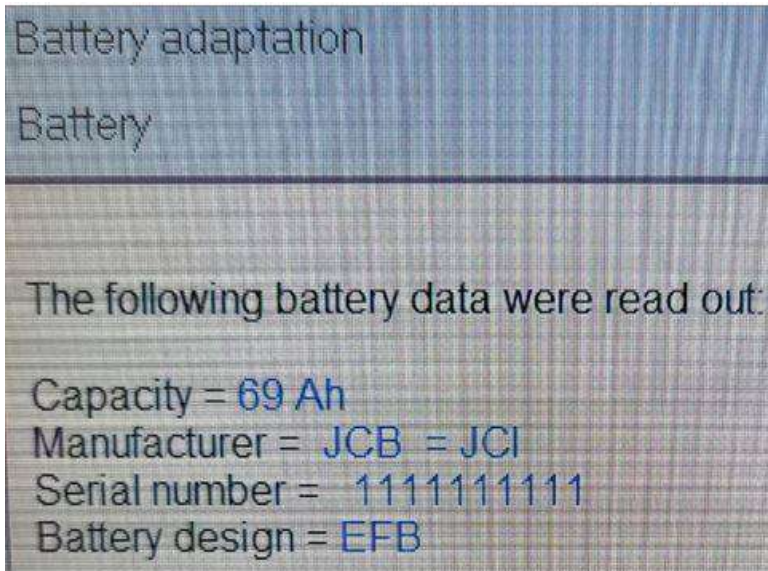 Battery adaptation
Battery
The following battery data were read out:
Capacity = 69 Ah
Manufacturer = JCB = JCI
Serial number = 1111111111
Battery design = EFB